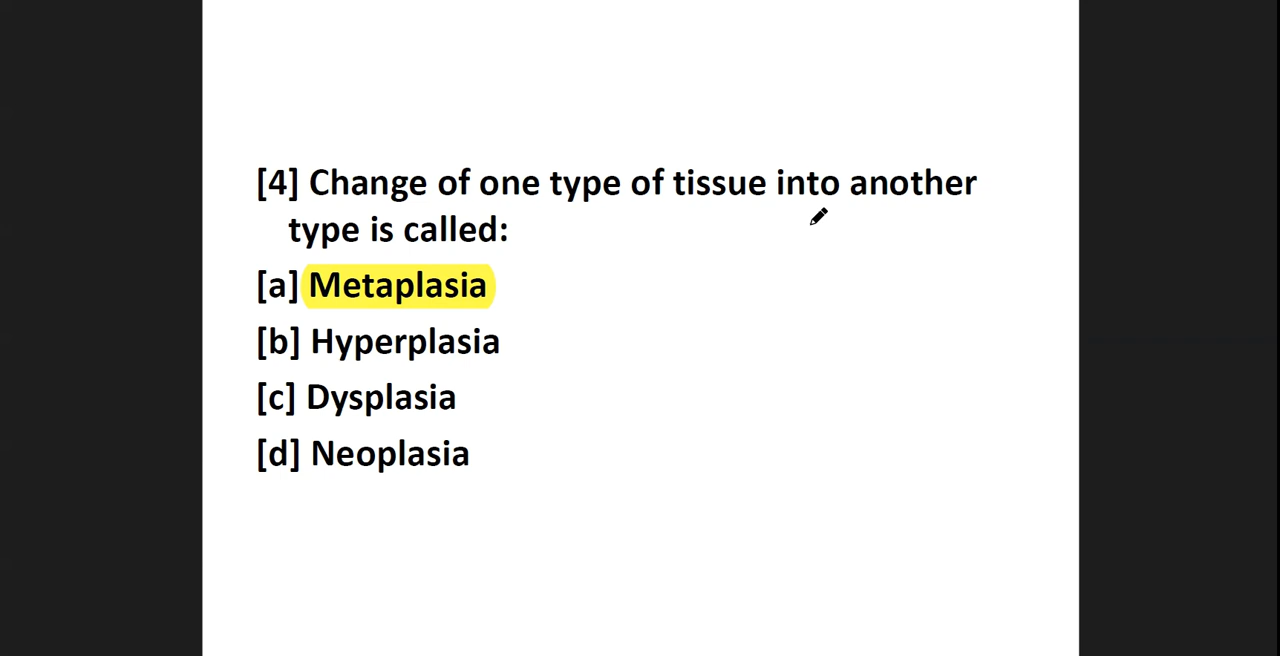 [4] Change of one type of tissue into another
type is called:
[a] Metaplasia
[b] Hyperplasia
[c] Dysplasia
[d] Neoplasia